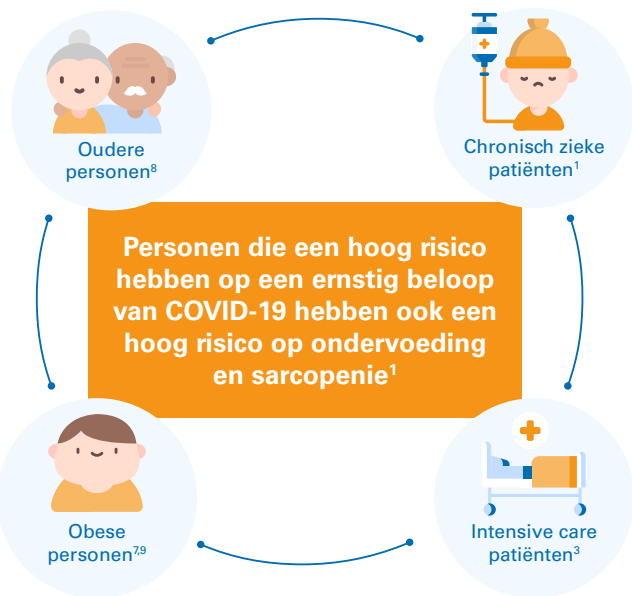 Oudere
personen⁸
Chronisch zieke
patiënten¹
Personen die een hoog risico
hebben op een ernstig beloop
van COVID-19 hebben ook een
hoog risico op ondervoeding
en sarcopenie¹
Obese
personen⁷,⁹
Intensive care
patiënten³